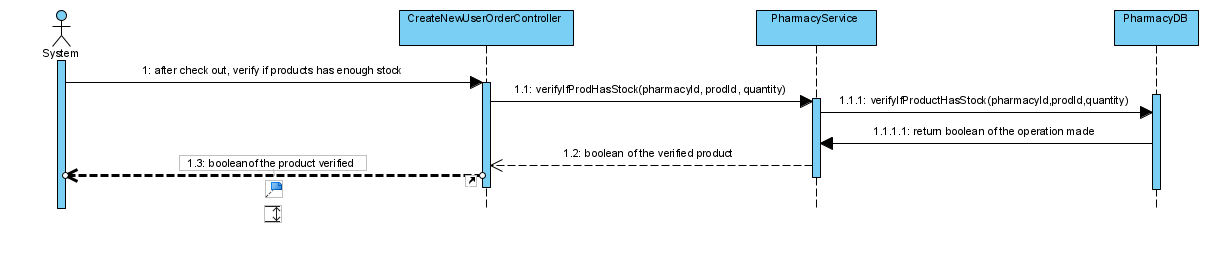 CreateNewUserOrderController
PharmacyService
PharmacyDB
System
1: after check out, verify if products has enough stock
1.1: verifyIfProdHasStock(pharmacyId, prodId, quantity)
1.1.1: verifyIfProductHasStock(pharmacyId,prodId,quantity)
1.1.1.1: return boolean of the operation made
1.2: boolean of the verified product
1.3: boolean of the product verified